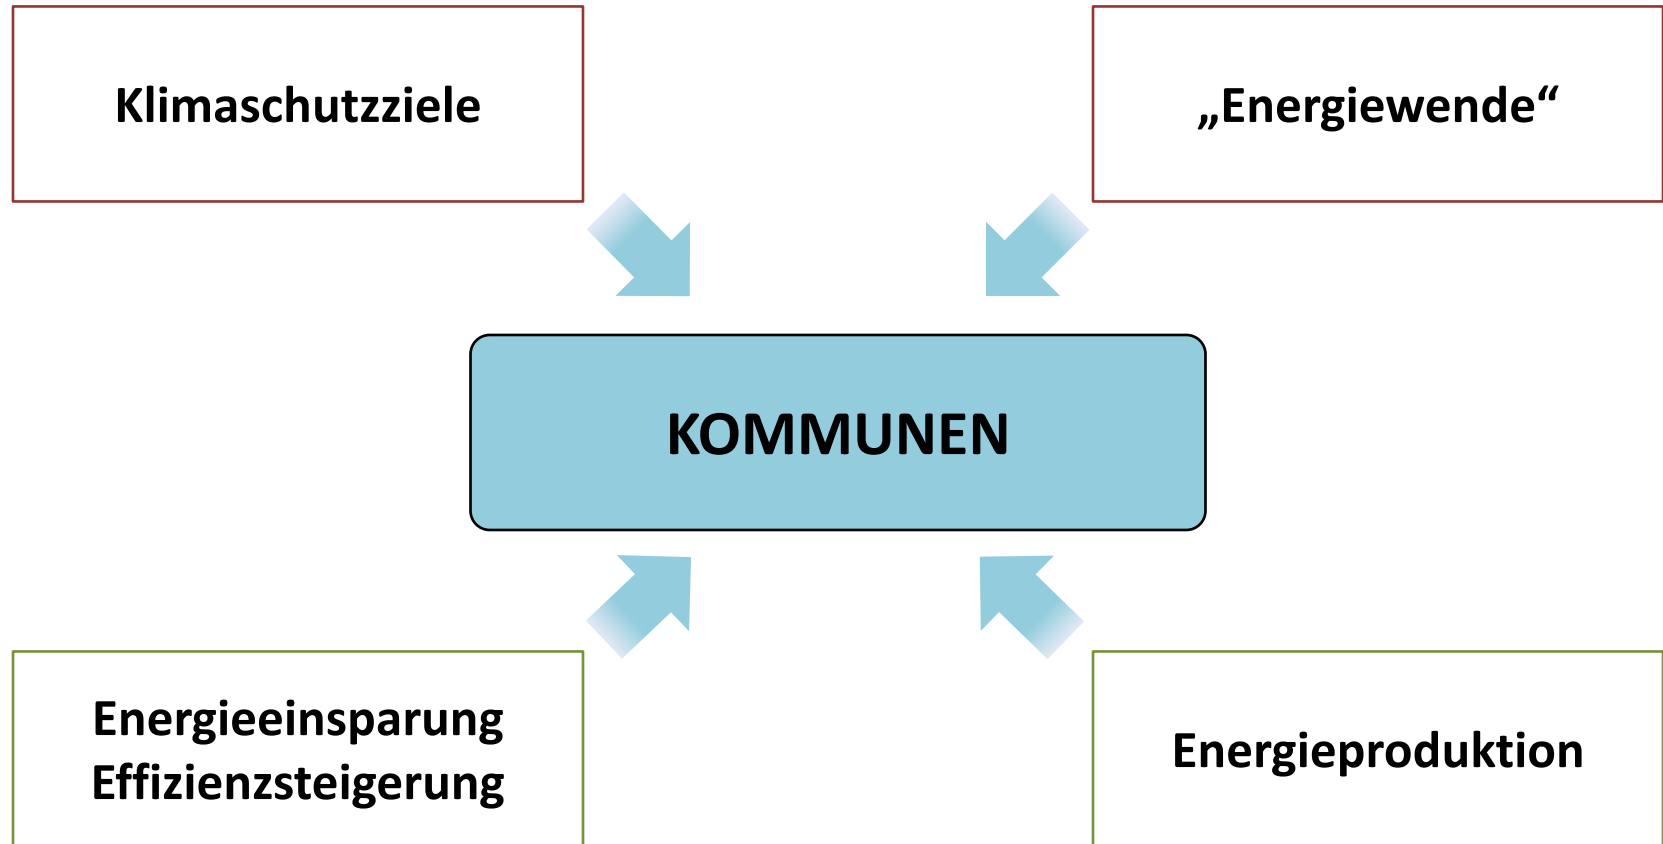 Klimaschutzziele
„Energiewende“
KOMMUNEN
Energieeinsparung
Effizienzsteigerung
Energieproduktion